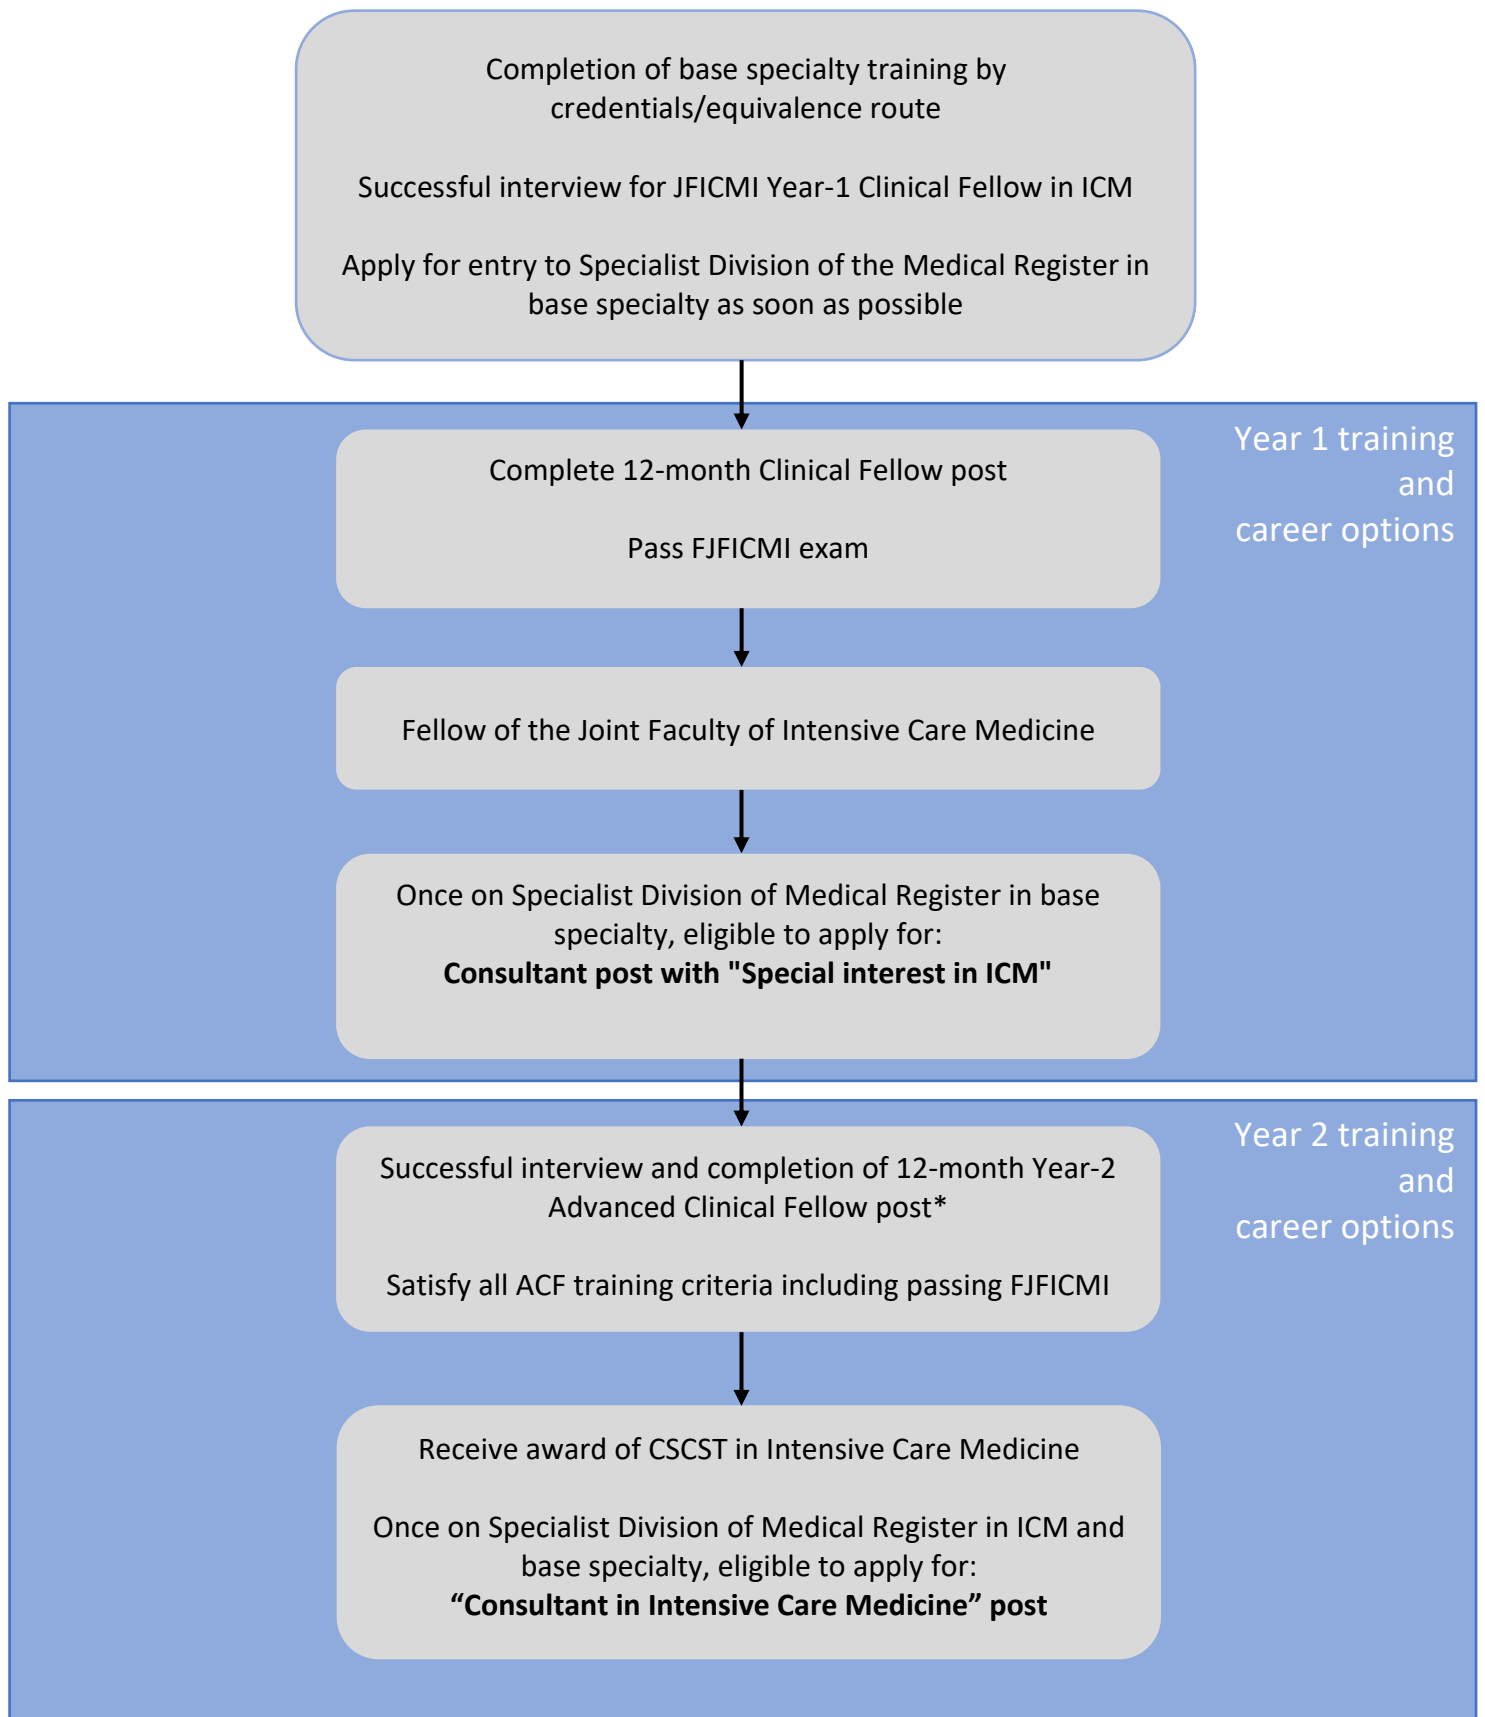 Completion of base specialty training by
credentials/equivalence route
Successful interview for JFICMI Year-1 Clinical Fellow in ICM
Apply for entry to Specialist Division of the Medical Register in
base specialty as soon as possible
Year 1 training
and
career options
Complete 12-month Clinical Fellow post
Pass FJFICMI exam
Fellow of the Joint Faculty of Intensive Care Medicine
Once on Specialist Division of Medical Register in base
specialty, eligible to apply for:
Consultant post with "Special interest in ICM"
Year 2 training
and
career options
Successful interview and completion of 12-month Year-2
Advanced Clinical Fellow post*
Satisfy all ACF training criteria including passing FJFICMI
Receive award of CSCST in Intensive Care Medicine
Once on Specialist Division of Medical Register in ICM and
base specialty, eligible to apply for:
“Consultant in Intensive Care Medicine” post